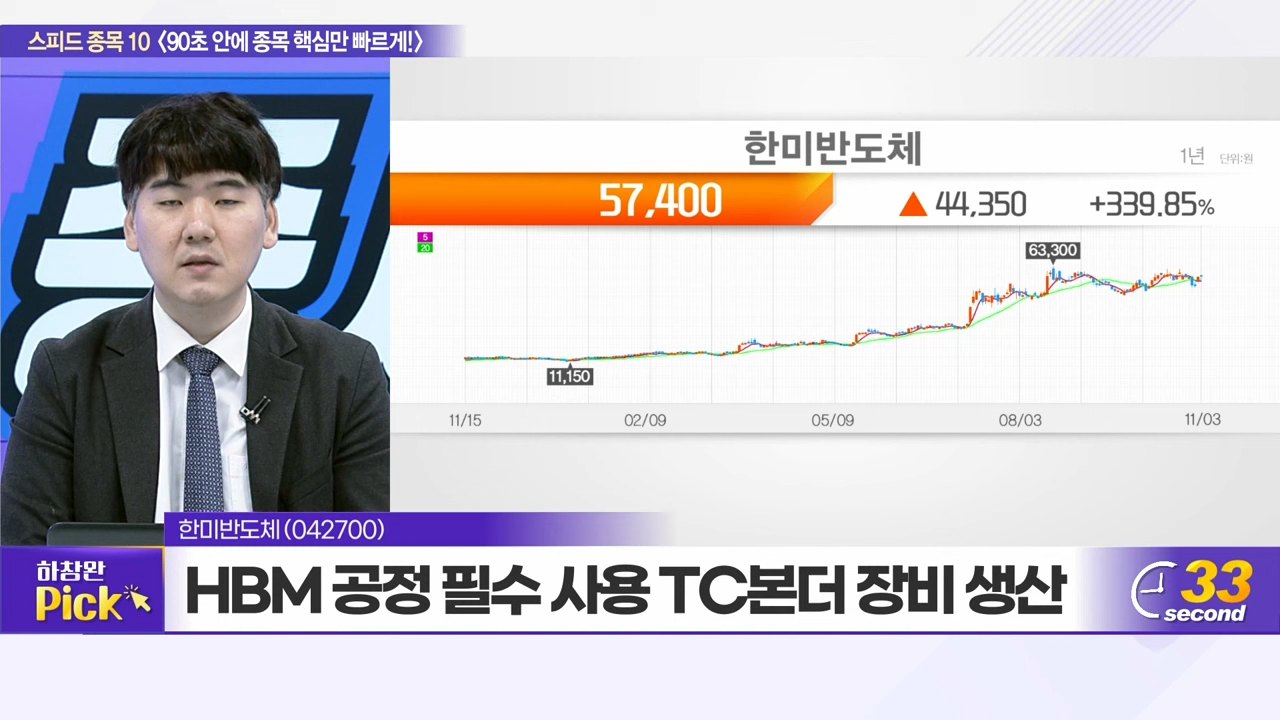 스피드 종목 10 〈90초 안에 종목 핵심만 빠르게!〉
한미반도체
1년 단위:원
57,400 ▲ 44,350 +339.85%
5
20
63,300
11,150
11/15 02/09 05/09 08/03 11/03
한미반도체(042700)
하창완
Pick
HBM 공정 필수 사용 TC본더 장비 생산
33
second